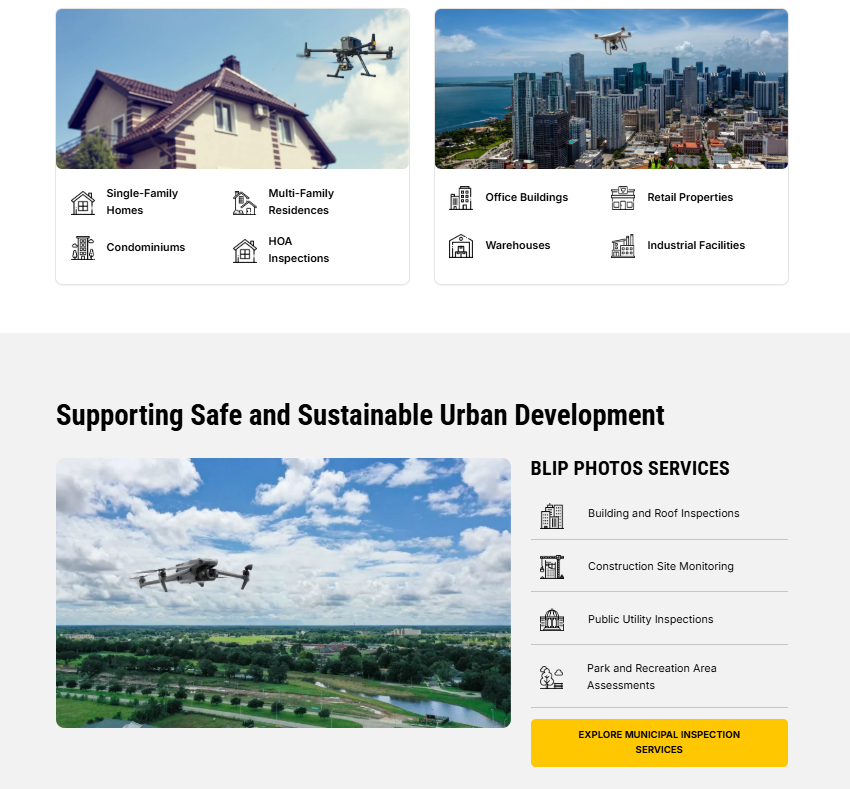 Single-Family
Homes
Multi-Family
Residences
Condominiums
HOA
Inspections
Office Buildings
Retail Properties
Warehouses
Industrial Facilities
Supporting Safe and Sustainable Urban Development
BLIP PHOTOS SERVICES
Building and Roof Inspections
Construction Site Monitoring
Public Utility Inspections
Park and Recreation Area
Assessments
EXPLORE MUNICIPAL INSPECTION
SERVICES